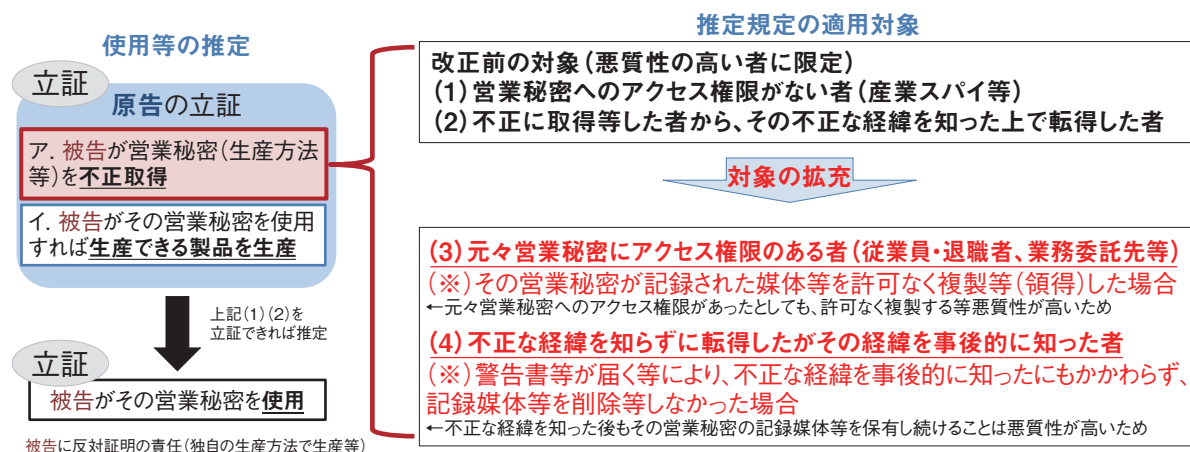 使用等の推定
立証
原告の立証
ア. 被告が営業秘密（生産方法
等）を不正取得
イ. 被告がその営業秘密を使用
すれば生産できる製品を生産
上記(1)(2)を
立証できれば推定
立証
被告がその営業秘密を使用
被告に反対証明の責任（独自の生産方法で生産等）
推定規定の適用対象
改正前の対象（悪質性の高い者に限定）
(1)営業秘密へのアクセス権限がない者（産業スパイ等）
(2)不正に取得等した者から、その不正な経緯を知った上で転得した者
対象の拡充
(3)元々営業秘密にアクセス権限のある者（従業員・退職者、業務委託先等）
(※)その営業秘密が記録された媒体等を許可なく複製等（領得）した場合
←元々営業秘密へのアクセス権限があったとしても、許可なく複製する等悪質性が高いため
(4)不正な経緯を知らずに転得したがその経緯を事後的に知った者
(※)警告書等が届く等により、不正な経緯を事後的に知ったにもかかわらず、
記録媒体等を削除等しなかった場合
←不正な経緯を知った後もその営業秘密の記録媒体等を保有し続けることは悪質性が高いため